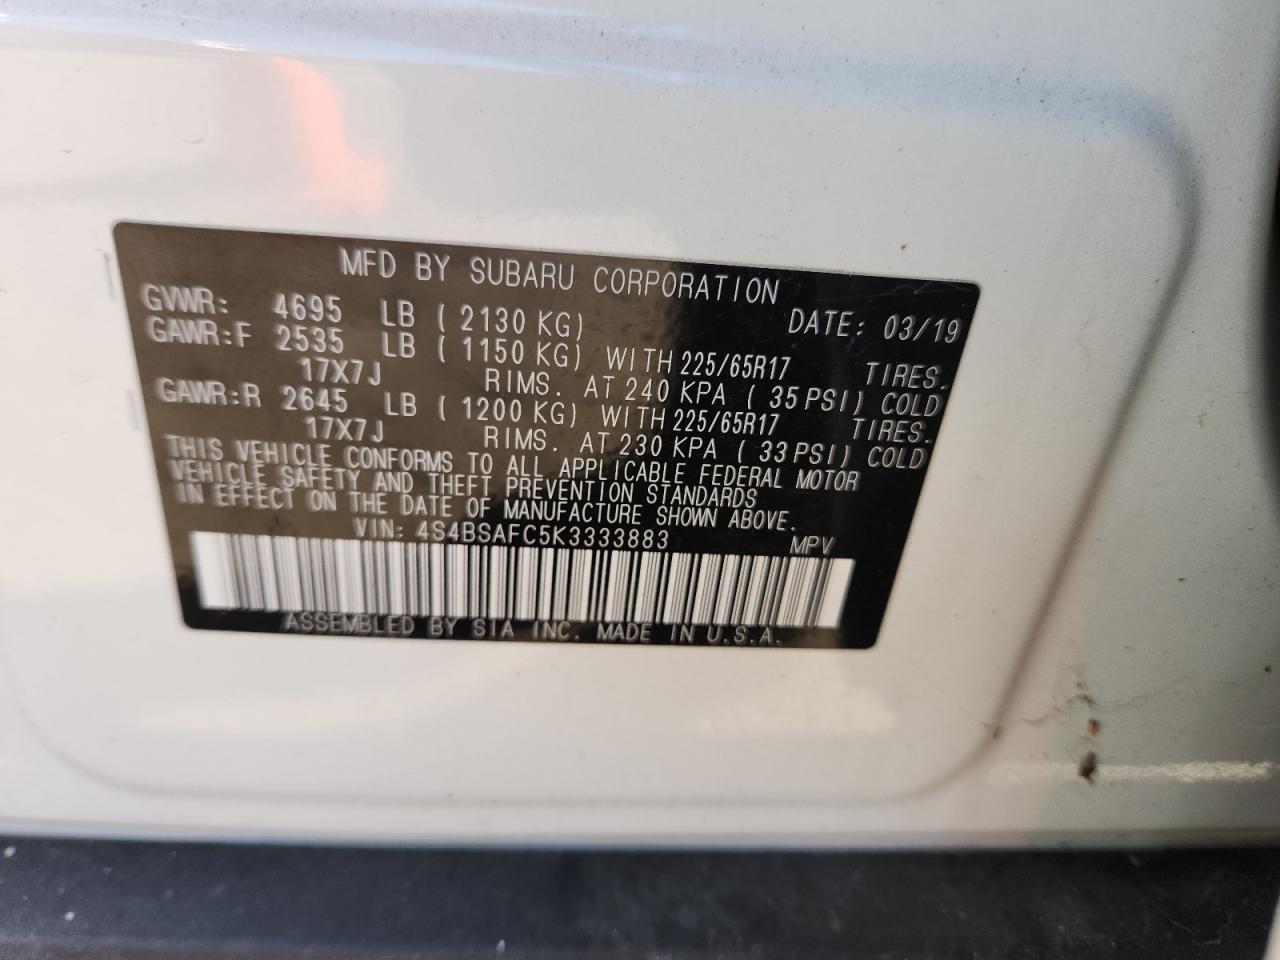 MFD BY SUBARU CORPORATION
GVWR: 4695 LB ( 2130 KG) DATE: 03/19
GAWR:F 2535 LB ( 1150 KG) WITH 225/65R17 TIRES.
17X7J RIMS. AT 240 KPA ( 35 PSI) COLD
GAWR:R 2645 LB ( 1200 KG) WITH 225/65R17 TIRES.
17X7J RIMS. AT 230 KPA ( 33 PSI) COLD
THIS VEHICLE CONFORMS TO ALL APPLICABLE FEDERAL MOTOR
VEHICLE SAFETY AND THEFT PREVENTION STANDARDS
IN EFFECT ON THE DATE OF MANUFACTURE SHOWN ABOVE.
VIN: 4S4BSAFC5K3333883 MPV
ASSEMBLED BY SIA INC. MADE IN U.S.A.